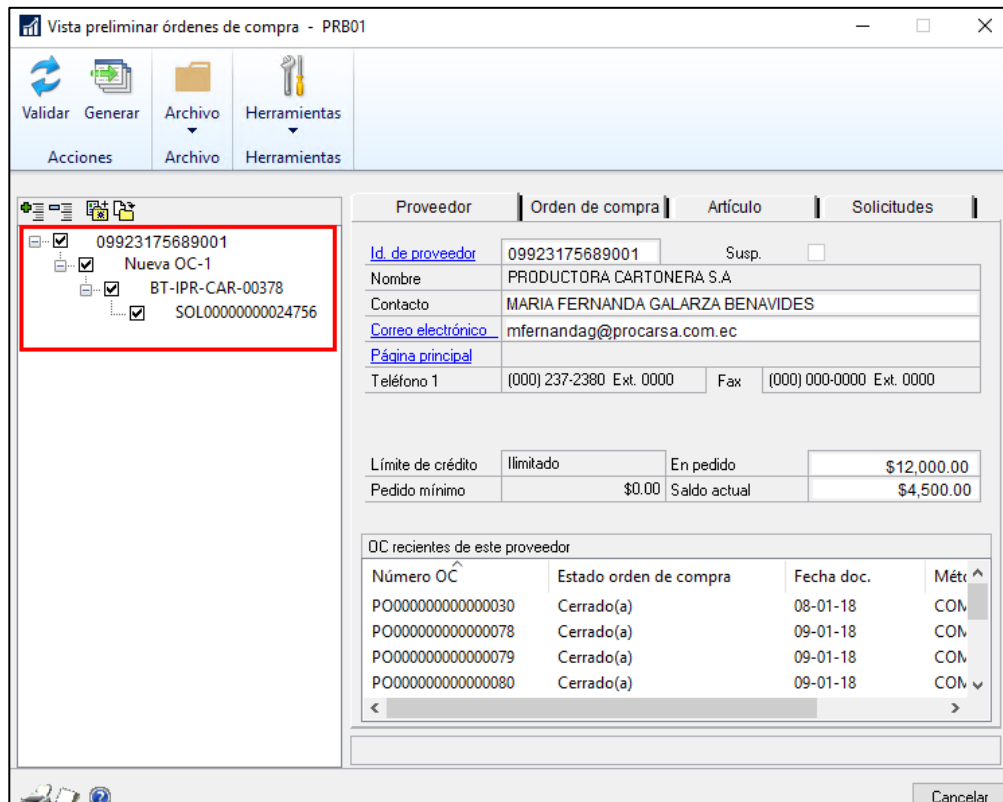 Vista preliminar órdenes de compra - PRB01
Validar Generar Archivo Herramientas
Acciones Archivo Herramientas
Proveedor Orden de compra Artículo Solicitudes
09923175689001
Nueva OC-1
BT-IPR-CAR-00378
SOL00000000024756
Id. de proveedor 09923175689001 Susp.
Nombre PRODUCTORA CARTONERA S.A
Contacto MARIA FERNANDA GALARZA BENAVIDES
Correo electrónico mfernandag@procarsa.com.ec
Página principal
Teléfono 1 (000) 237-2380 Ext. 0000 Fax (000) 000-0000 Ext. 0000
Límite de crédito Ilimitado En pedido $12,000.00
Pedido mínimo $0.00 Saldo actual $4,500.00
OC recientes de este proveedor
Número OC Estado orden de compra Fecha doc. Méto
PO000000000000030 Cerrado(a) 08-01-18 COM
PO000000000000078 Cerrado(a) 09-01-18 COM
PO000000000000079 Cerrado(a) 09-01-18 COM
PO000000000000080 Cerrado(a) 09-01-18 COM
Cancelar